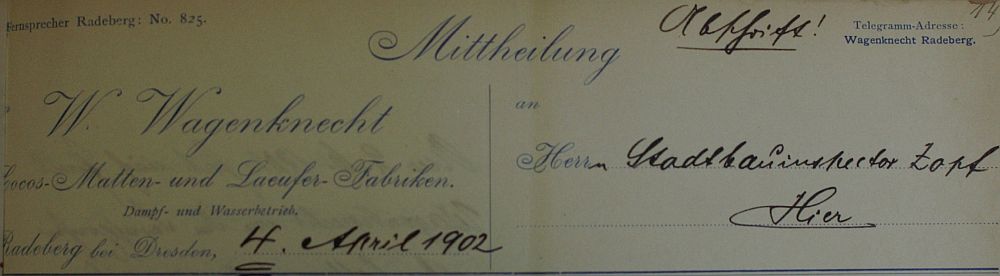 Fernsprecher Radeberg: No. 825.
Mittheilung
Abschrift!
14
Telegramm-Adresse:
Wagenknecht Radeberg.
W. Wagenknecht
Cocos-Matten- und Laeufer-Fabriken.
Dampf- und Wasserbetrieb.
Radeberg bei Dresden, 4. April 1902
an
Herrn Stadtbauinspector Zopf
Hier